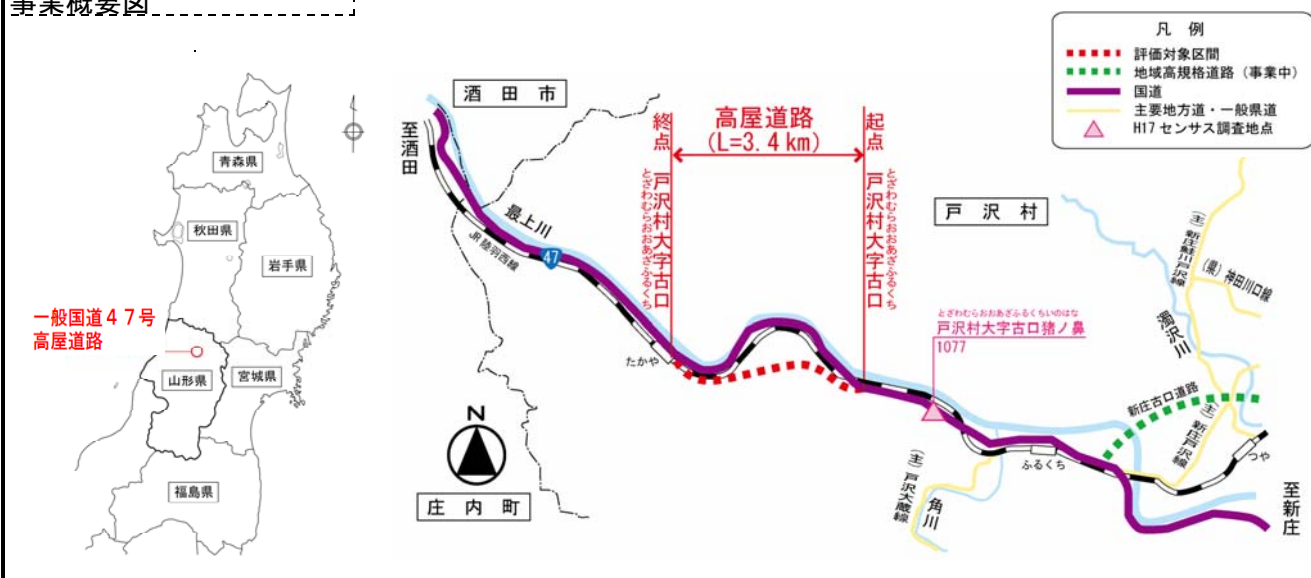 事業概要図
凡 例
評価対象区間
地域高規格道路（事業中）
国道
主要地方道・一般県道
H17 センサス調査地点
青森県
秋田県
岩手県
山形県
宮城県
福島県
一般国道４７号
高屋道路
至酒田
酒田市
最上川
JR陸羽西線
47
終点
とざわむらおおあざふるくち
戸沢村大字古口
高屋道路
(L=3.4 km)
起点
とざわむらおおあざふるくち
戸沢村大字古口
戸沢村
たかや
N
庄内町
とざわむらおおあざふるくちいのはな
戸沢村大字古口猪ノ鼻
1077
(主) 新庄鮭川戸沢線
(県) 神田川口線
濁沢川
新庄古口道路
(主) 新庄戸沢線
ふるくち
つや
(主) 戸沢大蔵線
角川
至新庄